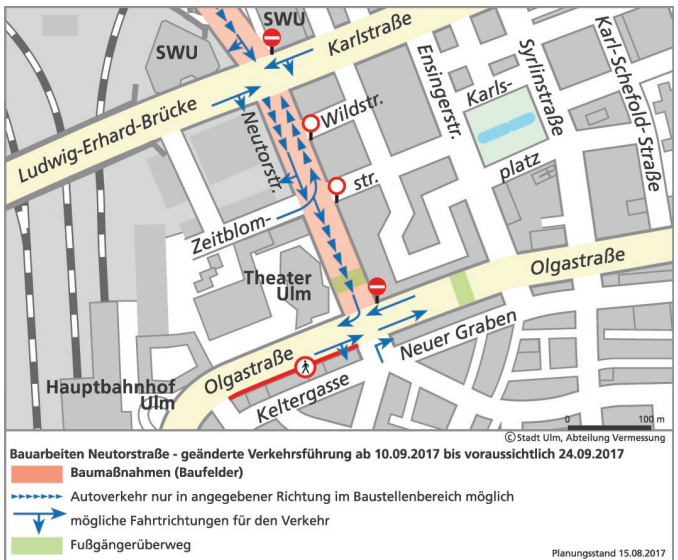 SWU
SWU
Karlstraße
Ludwig-Erhard-Brücke
Neutorstr.
Wildstr.
Ensingerstr.
Karls-
platz
Syrlinstraße
Karl-Schefold-Straße
Zeitblom-
str.
Theater
Ulm
Olgastraße
Olgastraße
Neuer Graben
Keltergasse
Hauptbahnhof
Ulm
0 100 m
© Stadt Ulm, Abteilung Vermessung
Bauarbeiten Neutorstraße - geänderte Verkehrsführung ab 10.09.2017 bis voraussichtlich 24.09.2017
Baumaßnahmen (Baufelder)
Autoverkehr nur in angegebener Richtung im Baustellenbereich möglich
mögliche Fahrtrichtungen für den Verkehr
Fußgängerüberweg
Planungsstand 15.08.2017